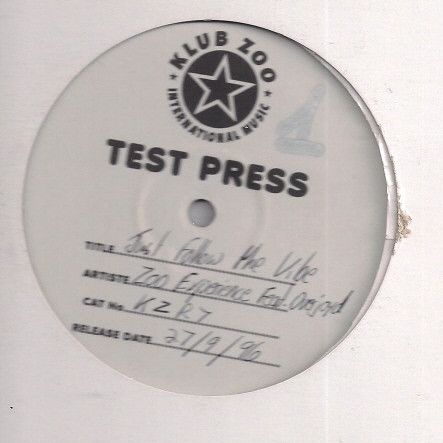 KLUB ZOO
INTERNATIONAL MUSIC
TEST PRESS
TITLE Just Follow the Vibe
ARTISTE Zoo Experience Feat. Overjoyed
CAT No. KZR7
RELEASE DATE 27/9/96